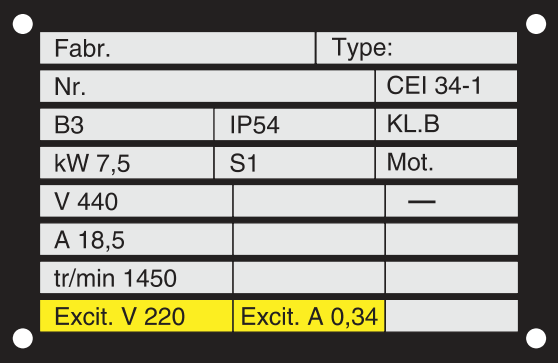 Fabr. Type:
Nr. CEI 34-1
B3 IP54 KL.B
kW 7,5 S1 Mot.
V 440 —
A 18,5
tr/min 1450
Excit. V 220 Excit. A 0,34